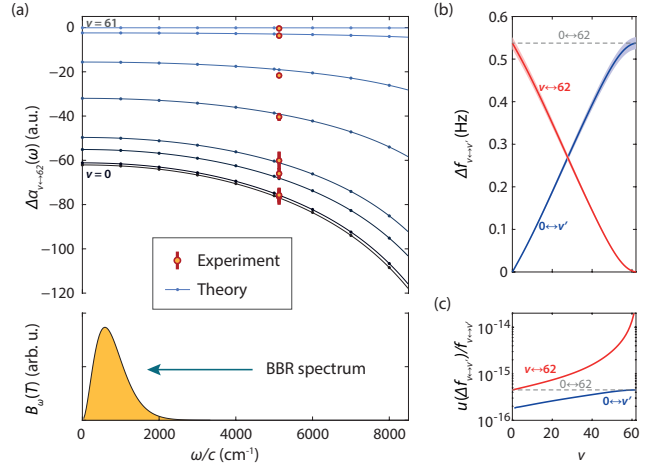 (a)
v = 61
0
−20
−40
−60
−80
−100
−120
Δα_{v↔62}(ω) (a.u.)
v = 0
Experiment
Theory
B_ω(T) (arb. u.)
BBR spectrum
0 2000 4000 6000 8000
ω/c (cm⁻¹)
(b)
0.6
0.5
0.4
0.3
0.2
0.1
0
Δf_{v↔v'} (Hz)
0↔62
v↔62
0↔v'
(c)
10⁻¹⁴
10⁻¹⁵
10⁻¹⁶
u(Δf_{v↔v'})/f_{v↔v'}
v↔62
0↔62
0↔v'
0 20 40 60
v